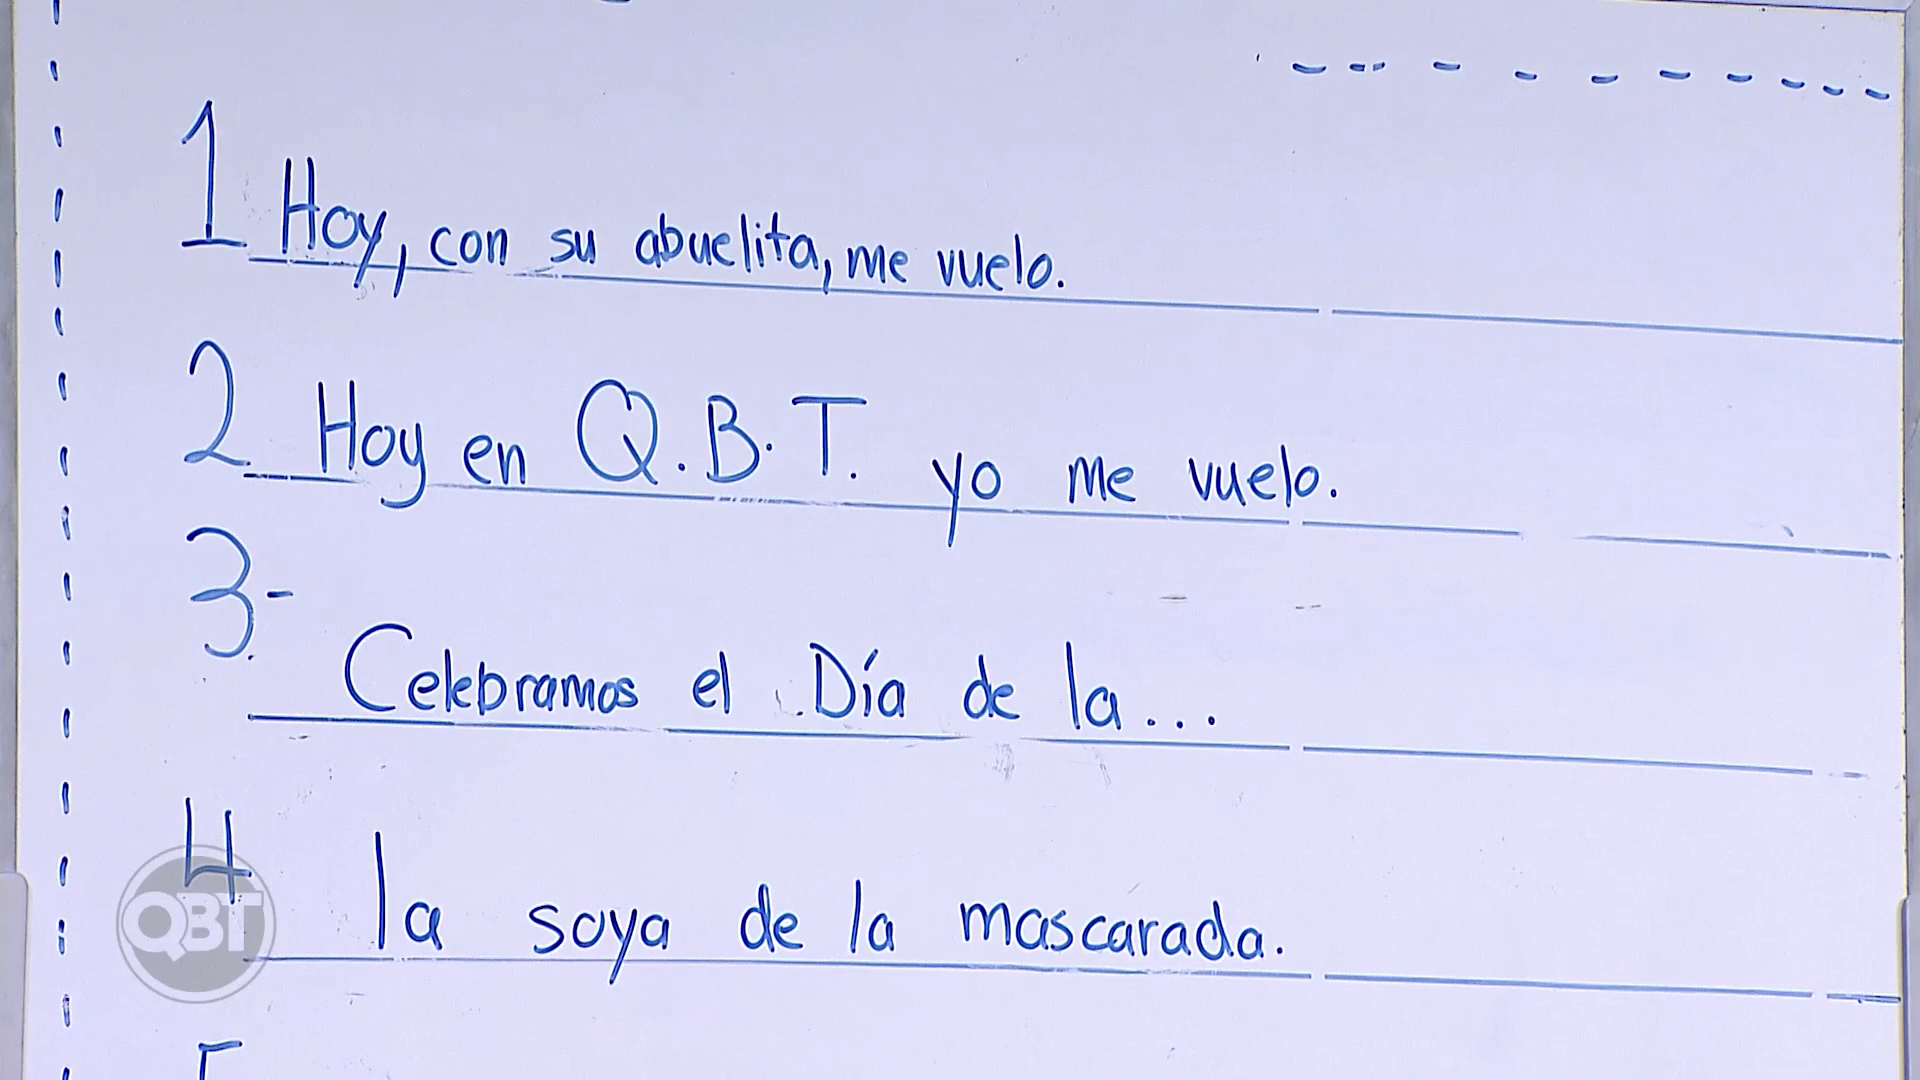 1 Hoy, con su abuelita, me vuelo.
2 Hoy en Q.B.T. yo me vuelo.
3.- Celebramos el Día de la...
4. la soya de la mascarada.
5
QBT